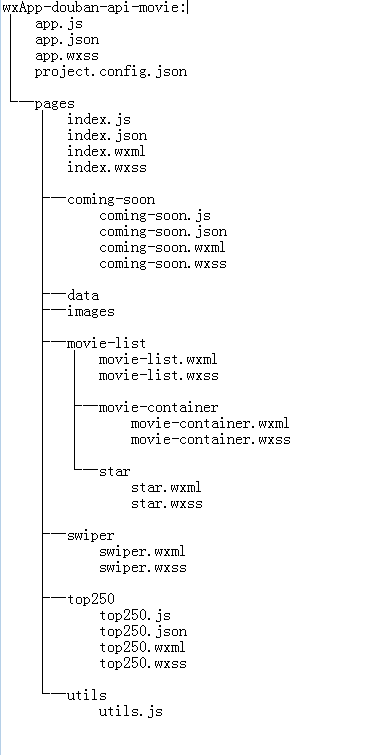 wxApp-douban-api-movie:
app.js
app.json
app.wxss
project.config.json
pages
index.js
index.json
index.wxml
index.wxss
coming-soon
coming-soon.js
coming-soon.json
coming-soon.wxml
coming-soon.wxss
data
images
movie-list
movie-list.wxml
movie-list.wxss
movie-container
movie-container.wxml
movie-container.wxss
star
star.wxml
star.wxss
swiper
swiper.wxml
swiper.wxss
top250
top250.js
top250.json
top250.wxml
top250.wxss
utils
utils.js